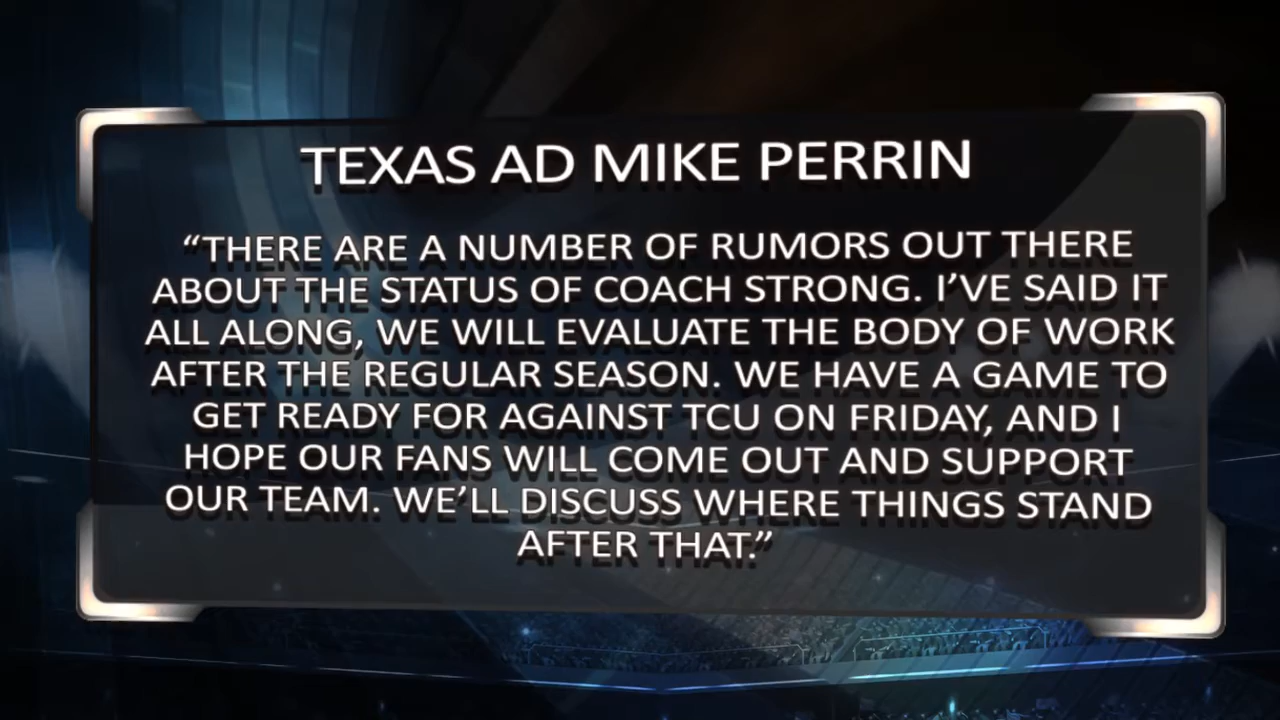 TEXAS AD MIKE PERRIN
“THERE ARE A NUMBER OF RUMORS OUT THERE
ABOUT THE STATUS OF COACH STRONG. I’VE SAID IT
ALL ALONG, WE WILL EVALUATE THE BODY OF WORK
AFTER THE REGULAR SEASON. WE HAVE A GAME TO
GET READY FOR AGAINST TCU ON FRIDAY, AND I
HOPE OUR FANS WILL COME OUT AND SUPPORT
OUR TEAM. WE’LL DISCUSS WHERE THINGS STAND
AFTER THAT.”